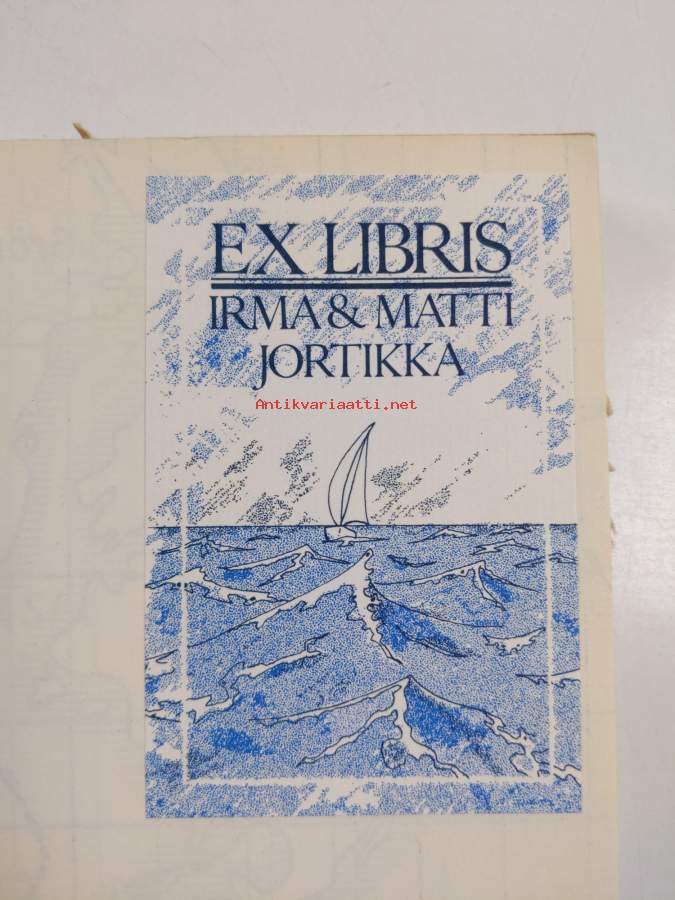 EX LIBRIS
IRMA & MATTI
JORTIKKA
Antikvariaatti.net